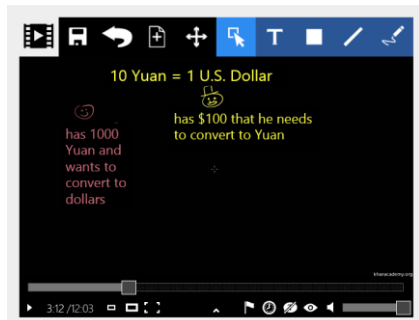 T
10 Yuan = 1 U.S. Dollar
has $100 that he needs
to convert to Yuan
has 1000
Yuan and
wants to
convert to
dollars
khanacademy.org
3:12 /12:03